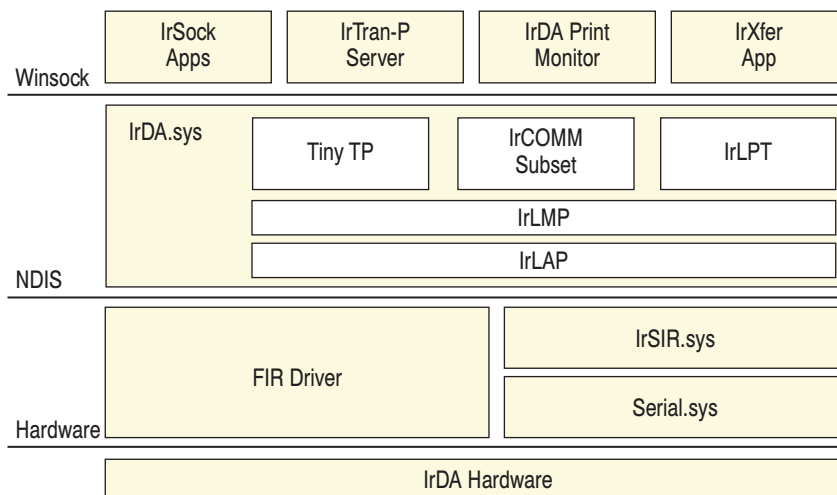 IrSock
Apps
IrTran-P
Server
IrDA Print
Monitor
IrXfer
App
Winsock
IrDA.sys
Tiny TP
IrCOMM
Subset
IrLPT
IrLMP
IrLAP
NDIS
FIR Driver
IrSIR.sys
Serial.sys
Hardware
IrDA Hardware